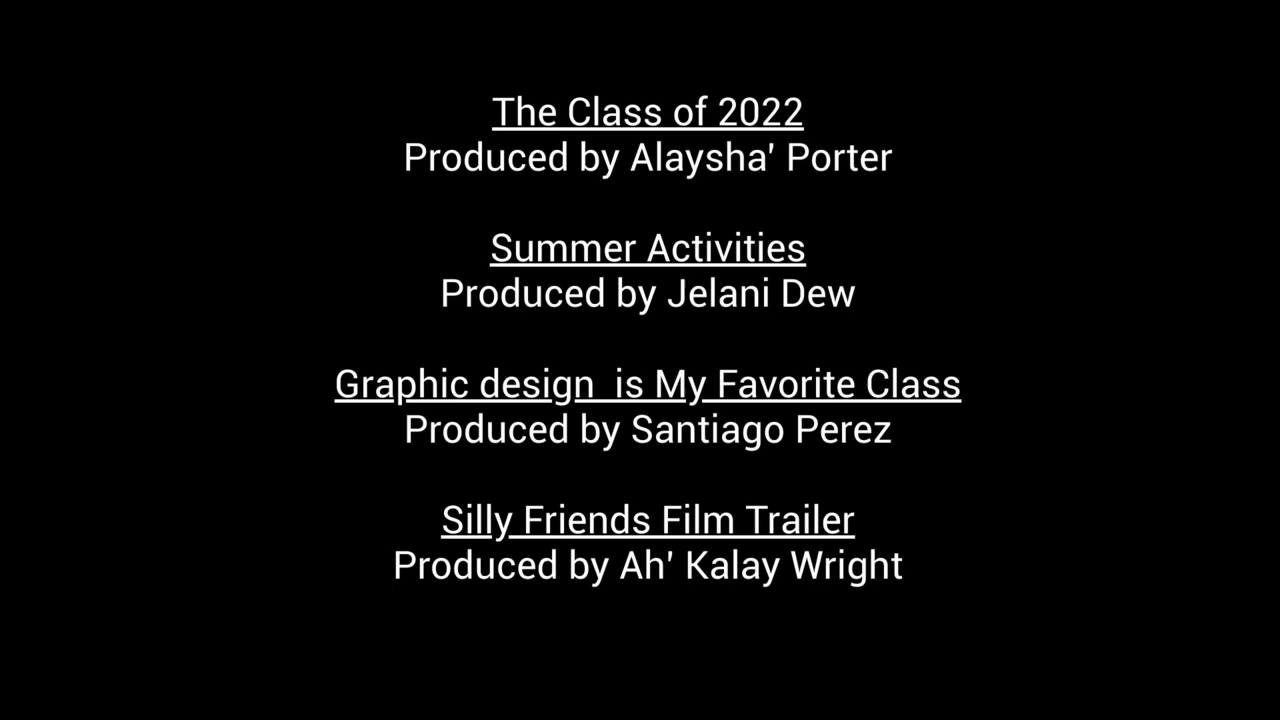 The Class of 2022
Produced by Alaysha' Porter
Summer Activities
Produced by Jelani Dew
Graphic design  is My Favorite Class
Produced by Santiago Perez
Silly Friends Film Trailer
Produced by Ah' Kalay Wright